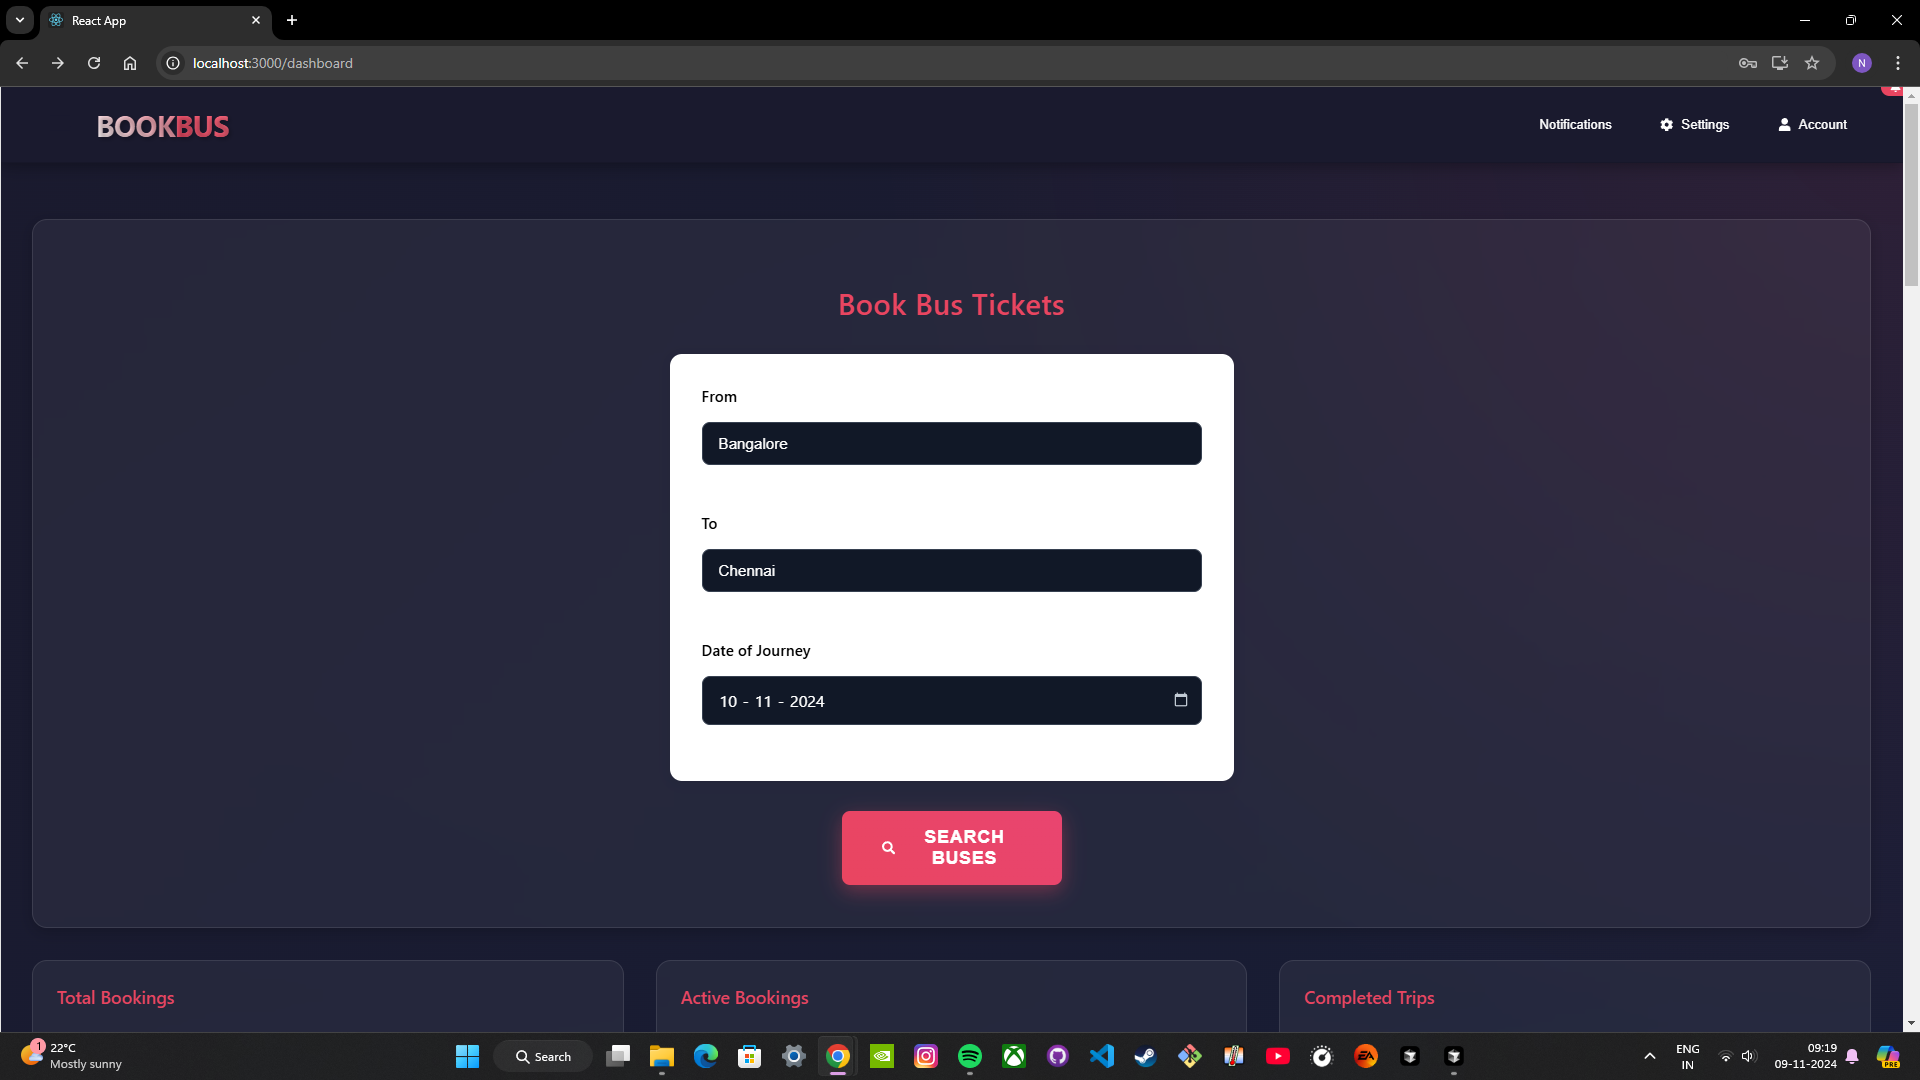 React App
localhost:3000/dashboard
N
BOOKBUS
Notifications
Settings
Account
Book Bus Tickets
From
Bangalore
To
Chennai
Date of Journey
10 - 11 - 2024
SEARCH
BUSES
Total Bookings
Active Bookings
Completed Trips
1
22°C
Mostly sunny
Search
EA
PRE
ENG
IN
09:19
09-11-2024